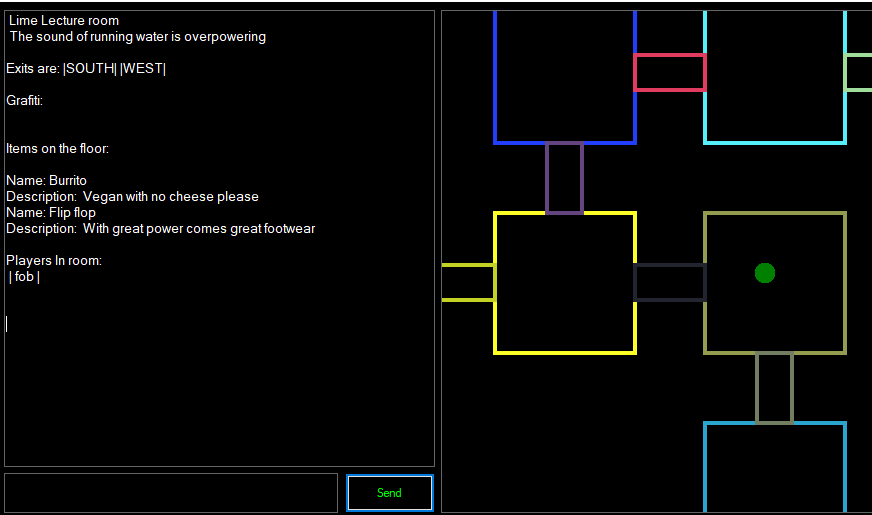 Lime Lecture room
The sound of running water is overpowering
Exits are: |SOUTH| |WEST|
Grafiti:
Items on the floor:
Name: Burrito
Description:  Vegan with no cheese please
Name: Flip flop
Description:  With great power comes great footwear
Players In room:
| fob |
Send